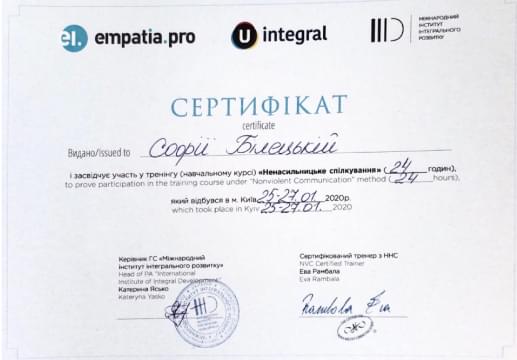 ei. empatia.pro
U integral
МІЖНАРОДНИЙ
ІНСТИТУТ
ІНТЕГРАЛЬНОГО
РОЗВИТКУ
СЕРТИФІКАТ
certificate
Видано/Issued to Софії Білецькій
і засвідчує участь у тренінгу (навчальному курсі) «Ненасильницьке спілкування» (24 годин),
to prove participation in the training course under "Nonviolent Communication" method (24 hours),
який відбувся в м. Київ 25-27.01. 2020р.
which took place in Kyiv 25-27.01. 2020
Керівник ГС «Міжнародний
інститут інтегрального розвитку»
Head of PA "International
Institute of Integral Development"
Катерина Ясько
Kateryna Yasko
Сертифікований тренер з ННС
NVC Certified Trainer
Ева Рамбала
Eva Rambala
Rambala Eva